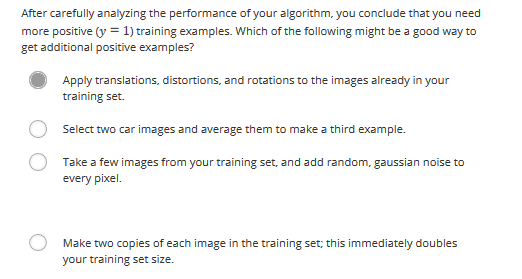 After carefully analyzing the performance of your algorithm, you conclude that you need
more positive (y = 1) training examples. Which of the following might be a good way to
get additional positive examples?
Apply translations, distortions, and rotations to the images already in your
training set.
Select two car images and average them to make a third example.
Take a few images from your training set, and add random, gaussian noise to
every pixel.
Make two copies of each image in the training set; this immediately doubles
your training set size.